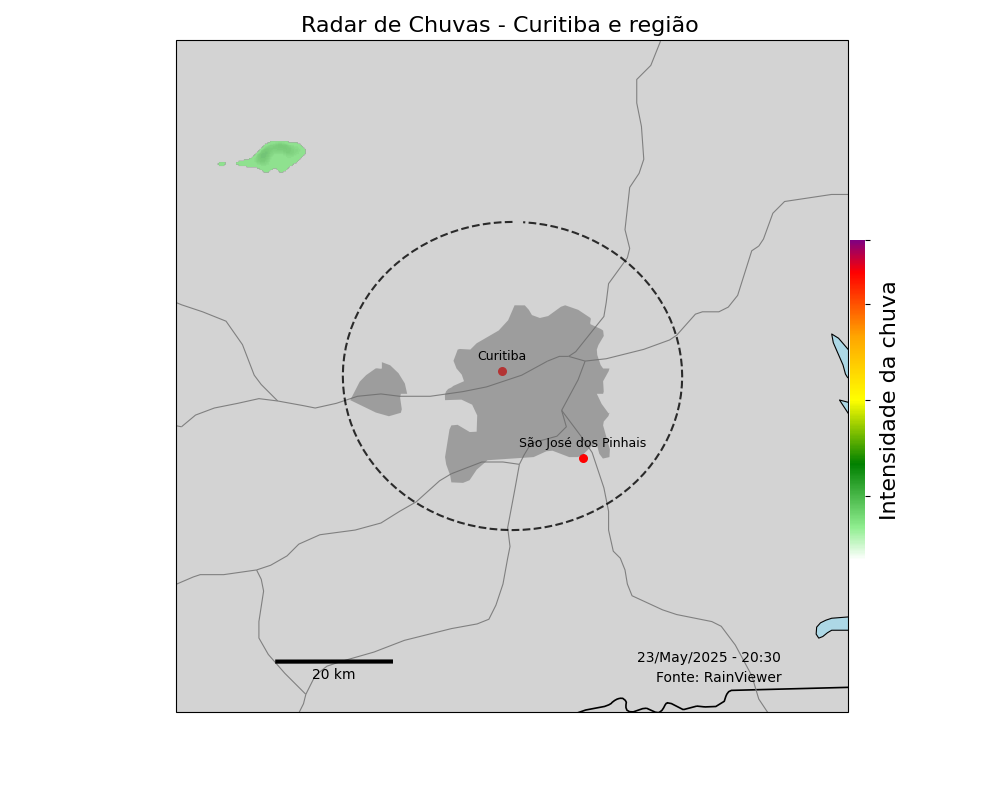 Radar de Chuvas - Curitiba e região
Curitiba
São José dos Pinhais
Intensidade da chuva
20 km
23/May/2025 - 20:30
Fonte: RainViewer